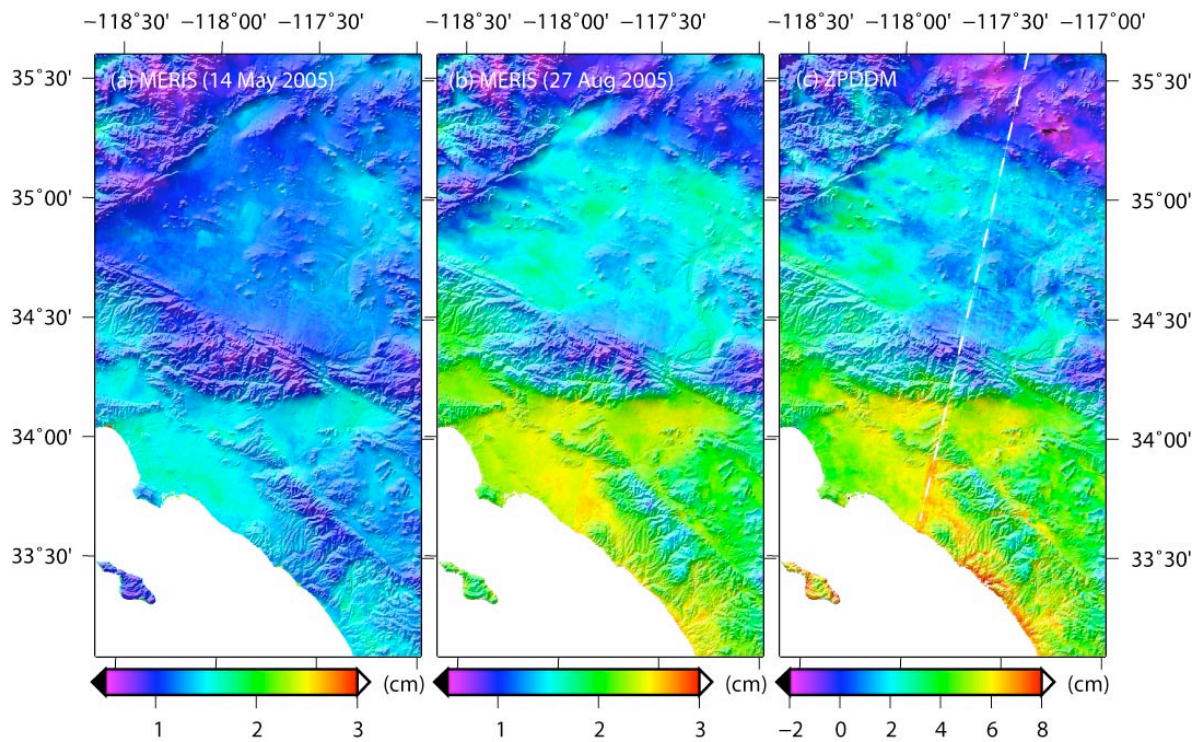 −118°30' −118°00' −117°30' −118°30' −118°00' −117°30' −118°30' −118°00' −117°30' −117°00'
(a) MERIS (14 May 2005) (b) MERIS (27 Aug 2005) (c) ZPDDM
35°30' 35°30'
35°00' 35°00'
34°30' 34°30'
34°00' 34°00'
33°30' 33°30'
(cm) (cm) (cm)
1 2 3 1 2 3 −2 0 2 4 6 8